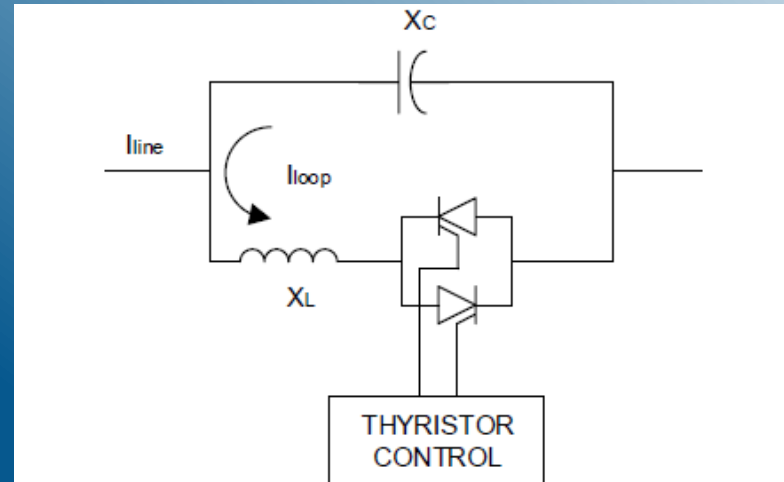 Xc
Iline
Iloop
XL
THYRISTOR
CONTROL